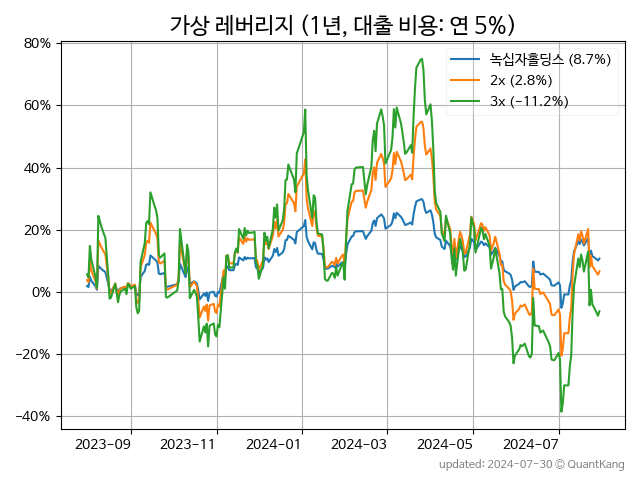 가상 레버리지 (1년, 대출 비용: 연 5%)
80%
60%
40%
20%
0%
−20%
−40%
녹십자홀딩스 (8.7%)
2x (2.8%)
3x (−11.2%)
2023-09
2023-11
2024-01
2024-03
2024-05
2024-07
updated: 2024-07-30 © QuantKang